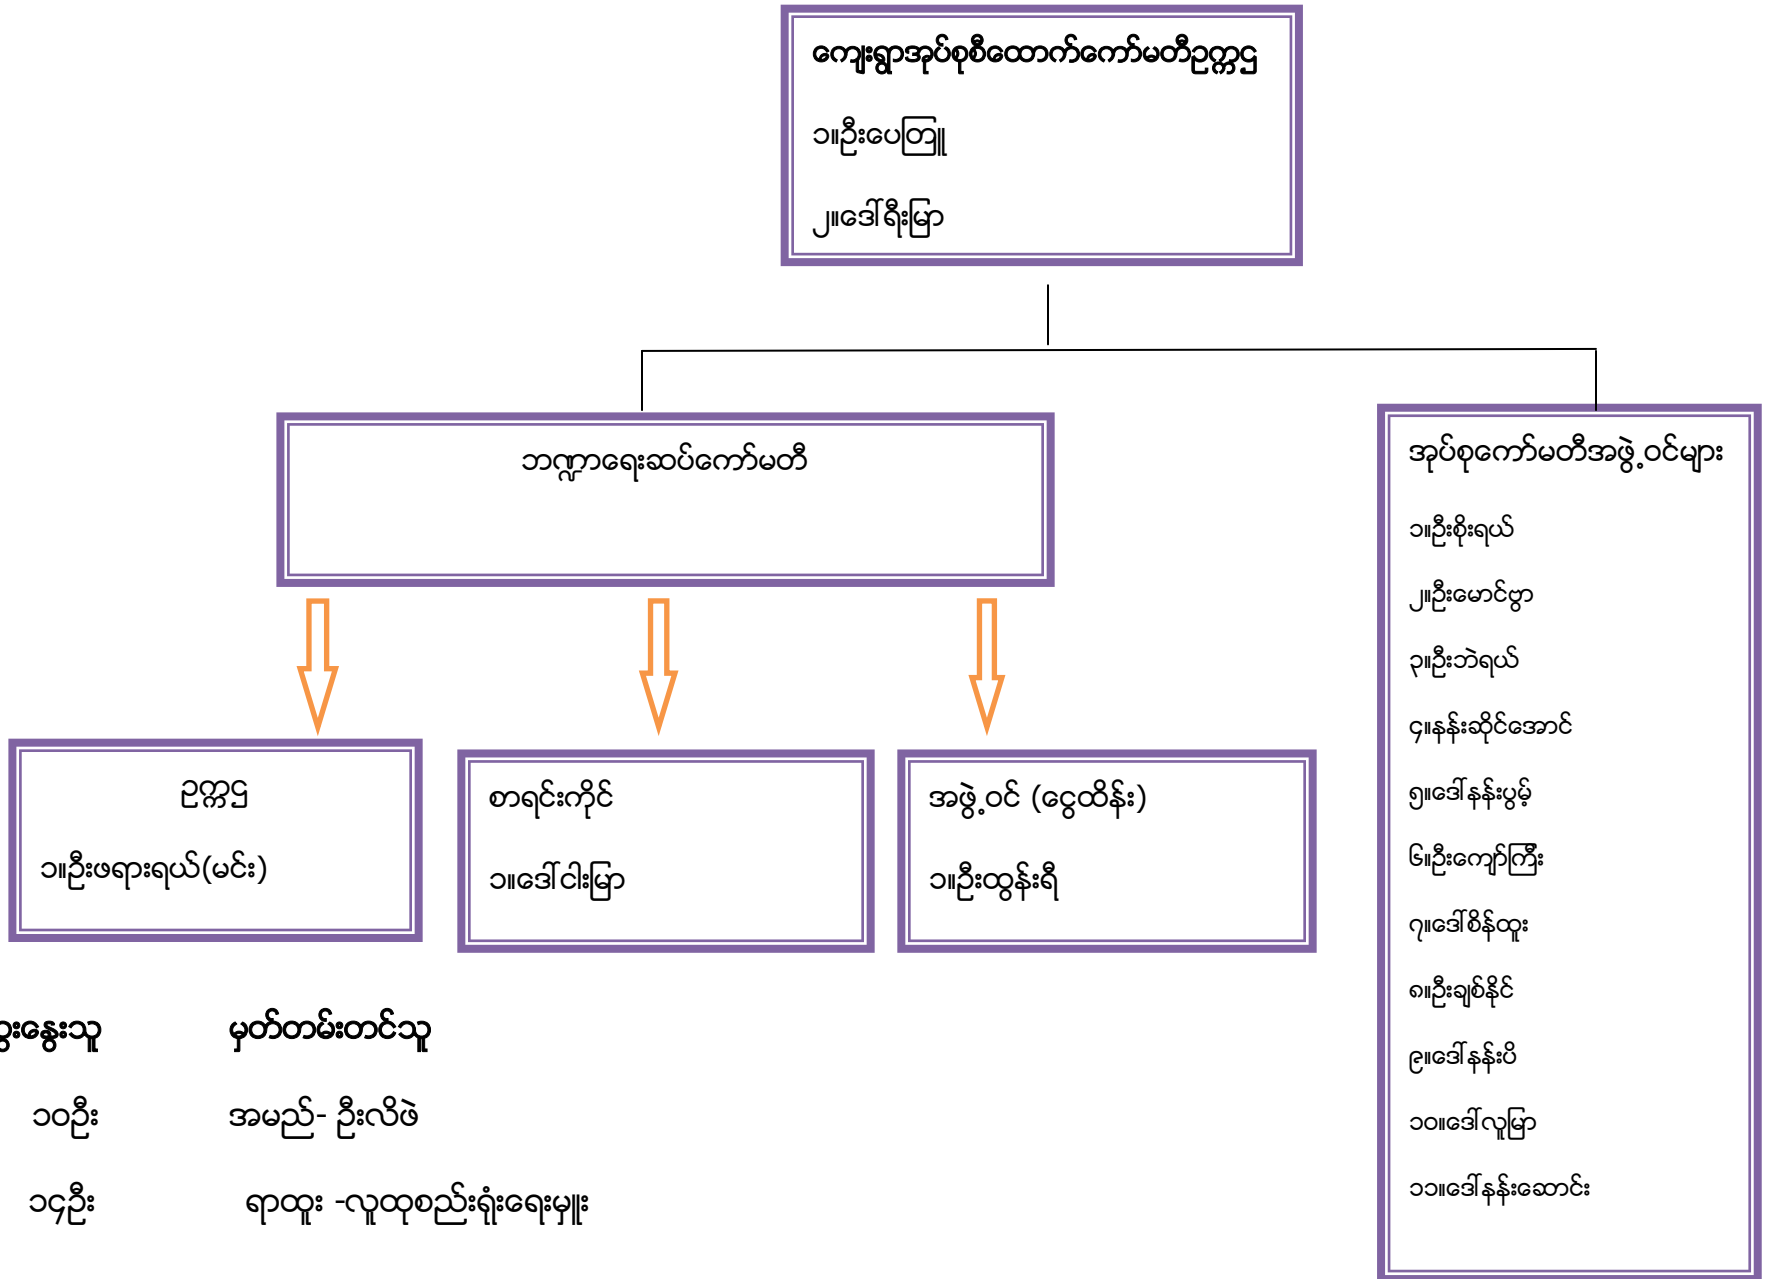 ကျေးရွာအုပ်စုစီထောက်ကော်မတီဥက္ကဌ
၁။ဦးပေတြူ
၂။ဒေါ်ရီးမြာ
ဘဏ္ဍာရေးဆပ်ကော်မတီ
အုပ်စုကော်မတီအဖွဲ့ဝင်များ
၁။ဦးစိုးရယ်
၂။ဦးမောင်ဗွာ
၃။ဦးဘဲရယ်
၄။နန်းဆိုင်အောင်
၅။ဒေါ်နန်းပွမ့်
၆။ဦးကျော်ကြီး
၇။ဒေါ်စိန်ထူး
၈။ဦးချစ်နိုင်
၉။ဒေါ်နန်းပိ
၁၀။ဒေါ်လူမြာ
၁၁။ဒေါ်နန်းဆောင်း
ဥက္ကဌ
၁။ဦးဖရားရယ်(မင်း)
စာရင်းကိုင်
၁။ဒေါ်ငါးမြာ
အဖွဲ့ဝင် (ငွေထိန်း)
၁။ဦးထွန်းရီ
နွေးသူ မှတ်တမ်းတင်သူ
၁၀ဦး အမည်- ဦးလိဖဲ
၁၄ဦး ရာထူး -လူထုစည်းရုံးရေးမှူး